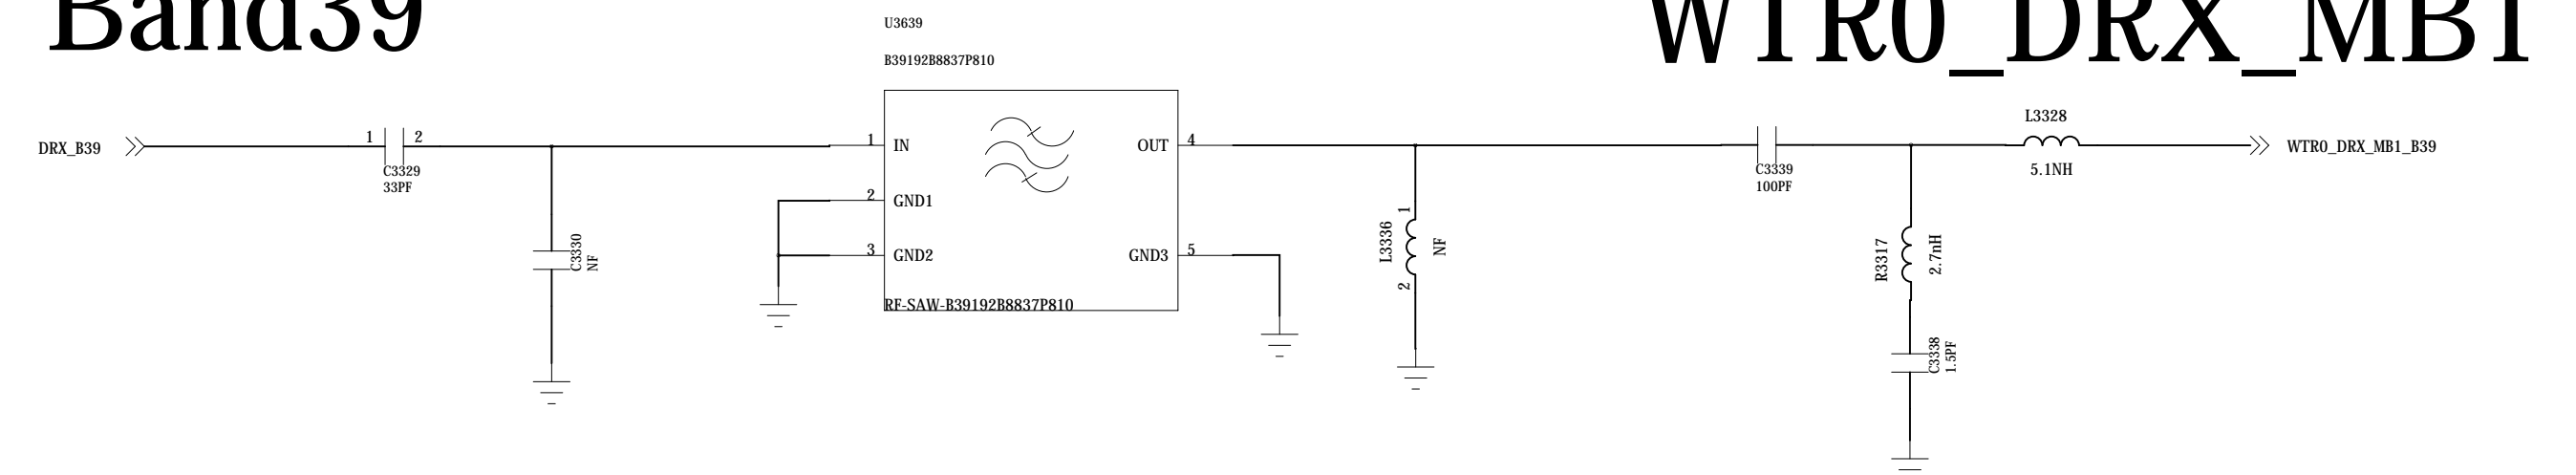 Band39
WTR0_DRX_MB1
U3639
B39192B8837P810
DRX_B39
1
2
C3329
33PF
C3330
NF
1
IN
2
GND1
3
GND2
OUT
4
GND3
5
RF-SAW-B39192B8837P810
L3336
1
2
NF
C3339
100PF
L3328
5.1NH
WTR0_DRX_MB1_B39
R3317
2.7nH
C3338
1.5PF